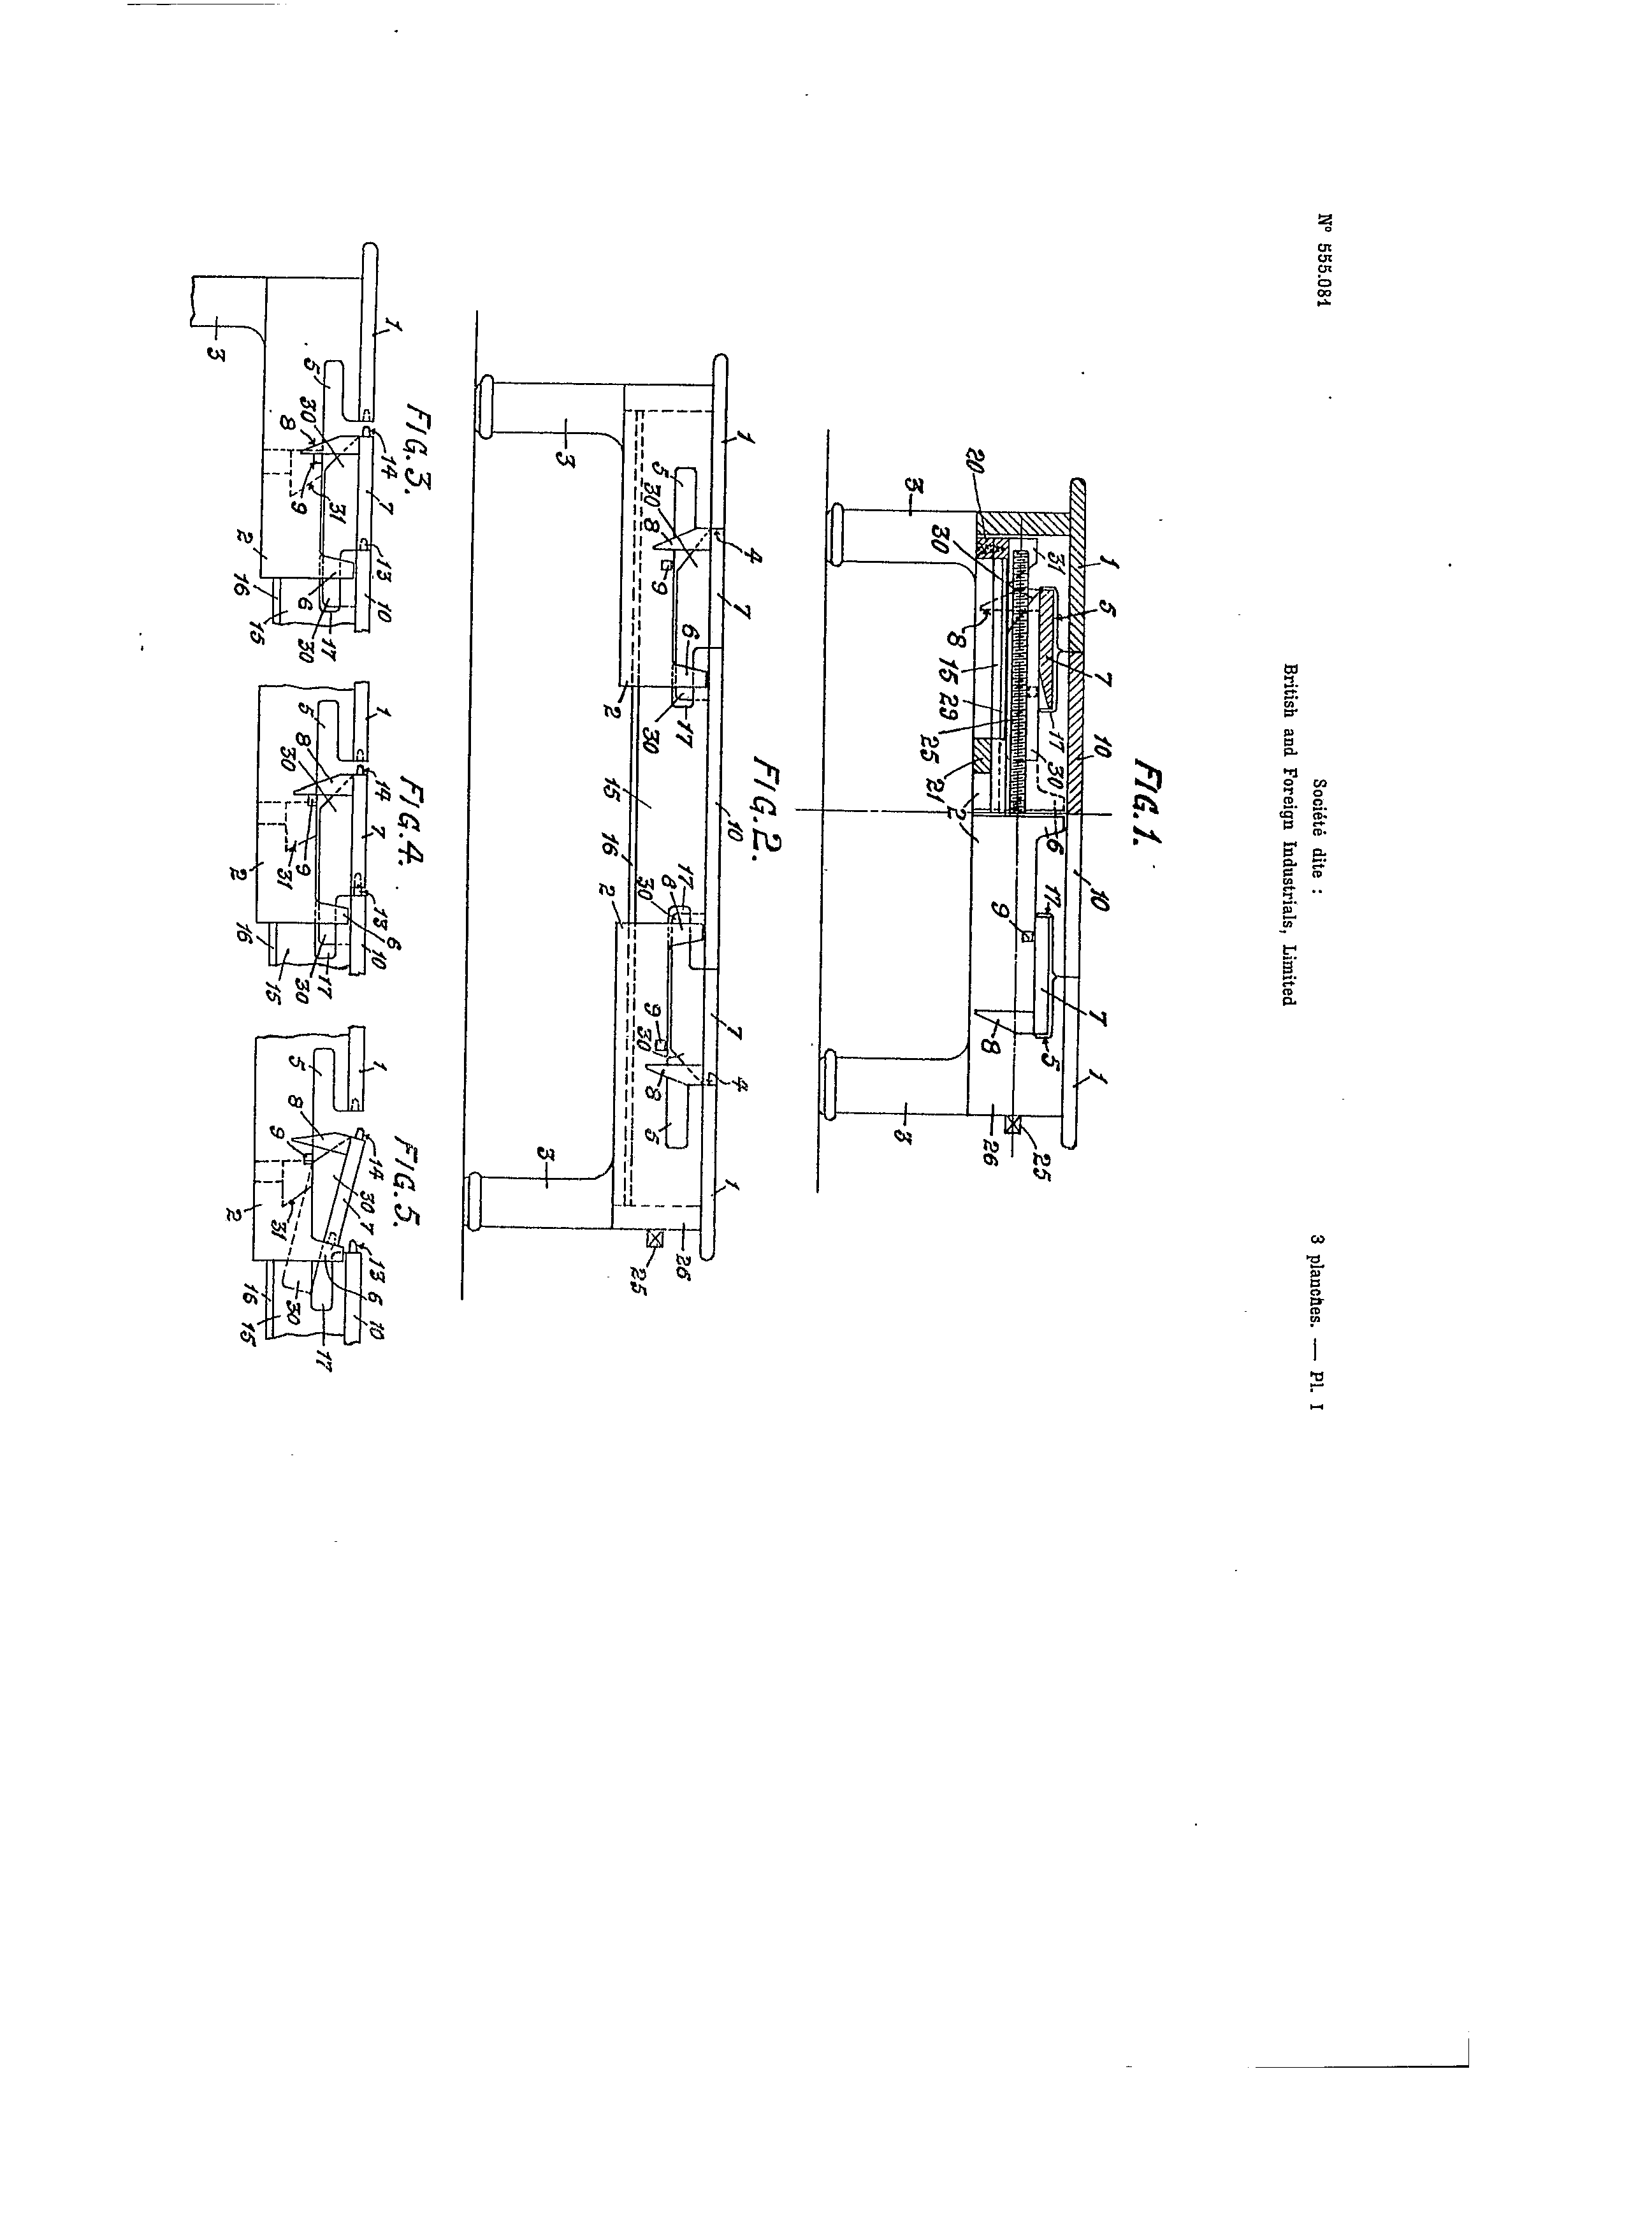 N° 555.081
Société dite :
3 planches. — Pl. I
British and Foreign Industrials, Limited
FIG.1.
1 5 7 10 10 7 5 1
31 17 30 6 17 9 8 25
20 30 8 15 29 25 21 2 26
3 3
FIG.2.
1 4 7 10 7 4 1
5 30 8 9 6 17 30 17 6 30 9 30 8 5
2 15 16 2 26 25
3 3
FIG.3.
1 14 7 13 10
5 30 8 9 31 6 17 30
3 2 16 15
FIG.4.
1 14 7 13 6 10
5 8 30 9 31 17 30
2 16 15
FIG.5.
1 14 30 7 13 6 10
5 8 9 31 30 17
2 16 15